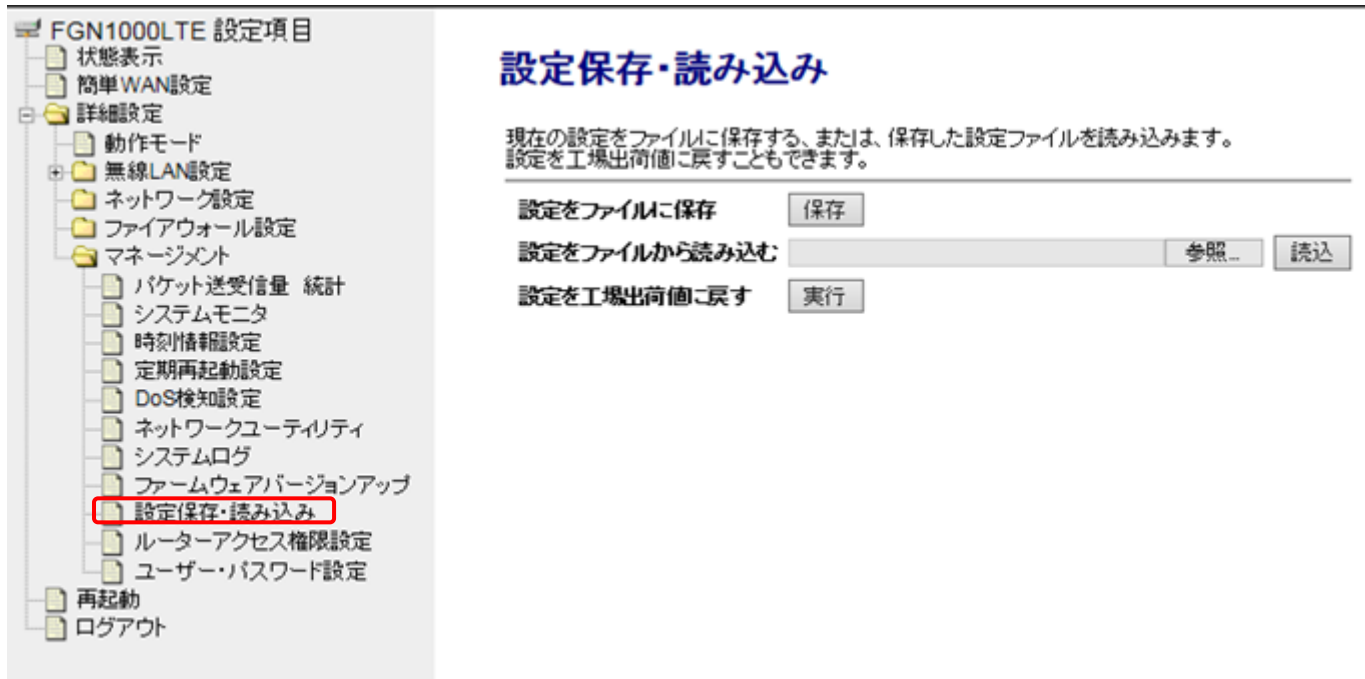 FGN1000LTE 設定項目
状態表示
簡単WAN設定
詳細設定
動作モード
無線LAN設定
ネットワーク設定
ファイアウォール設定
マネージメント
パケット送受信量 統計
システムモニタ
時刻情報設定
定期再起動設定
DoS検知設定
ネットワークユーティリティ
システムログ
ファームウェアバージョンアップ
設定保存・読み込み
ルーターアクセス権限設定
ユーザー・パスワード設定
再起動
ログアウト
設定保存・読み込み
現在の設定をファイルに保存する、または、保存した設定ファイルを読み込みます。
設定を工場出荷値に戻すこともできます。
設定をファイルに保存 保存
設定をファイルから読み込む 参照... 読込
設定を工場出荷値に戻す 実行